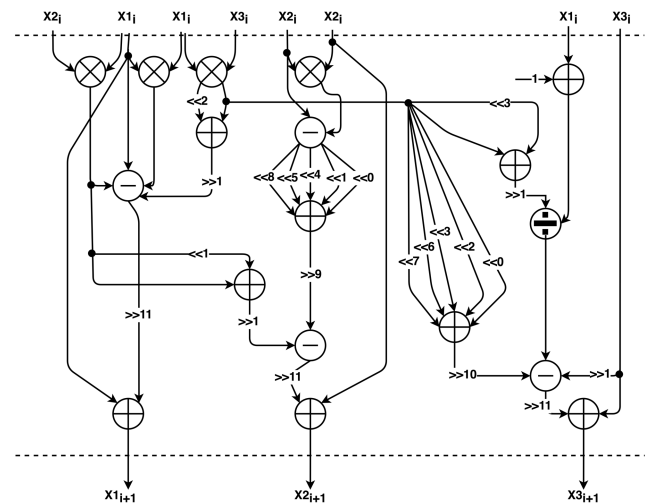 X2i X1i X1i X3i X2i X2i X1i X3i
1
<<2 <<3
<<8 <<5 <<4 <<1 <<0
>>1 >>1
<<3
<<6 <<2
<<1 <<7 <<0
>>9
>>11 >>1
>>11 >>10 >>1
>>11
X1i+1 X2i+1 X3i+1